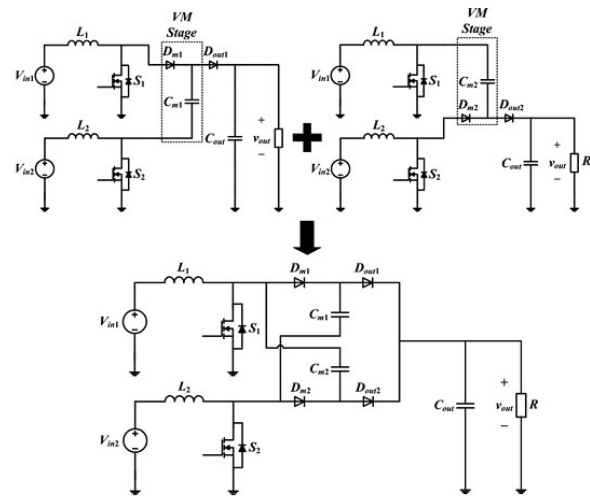 VM
Stage
L1
Dm1
Dout1
Vin1
S1
Cm1
L2
Cout
+
vout
−
Vin2
S2
VM
Stage
L1
Cm2
Vin1
S1
Dm2
Dout2
L2
Cout
+
vout
−
R
Vin2
S2
L1
Dm1
Dout1
Vin1
S1
Cm1
Cm2
L2
Dm2
Dout2
Cout
+
vout
−
R
Vin2
S2